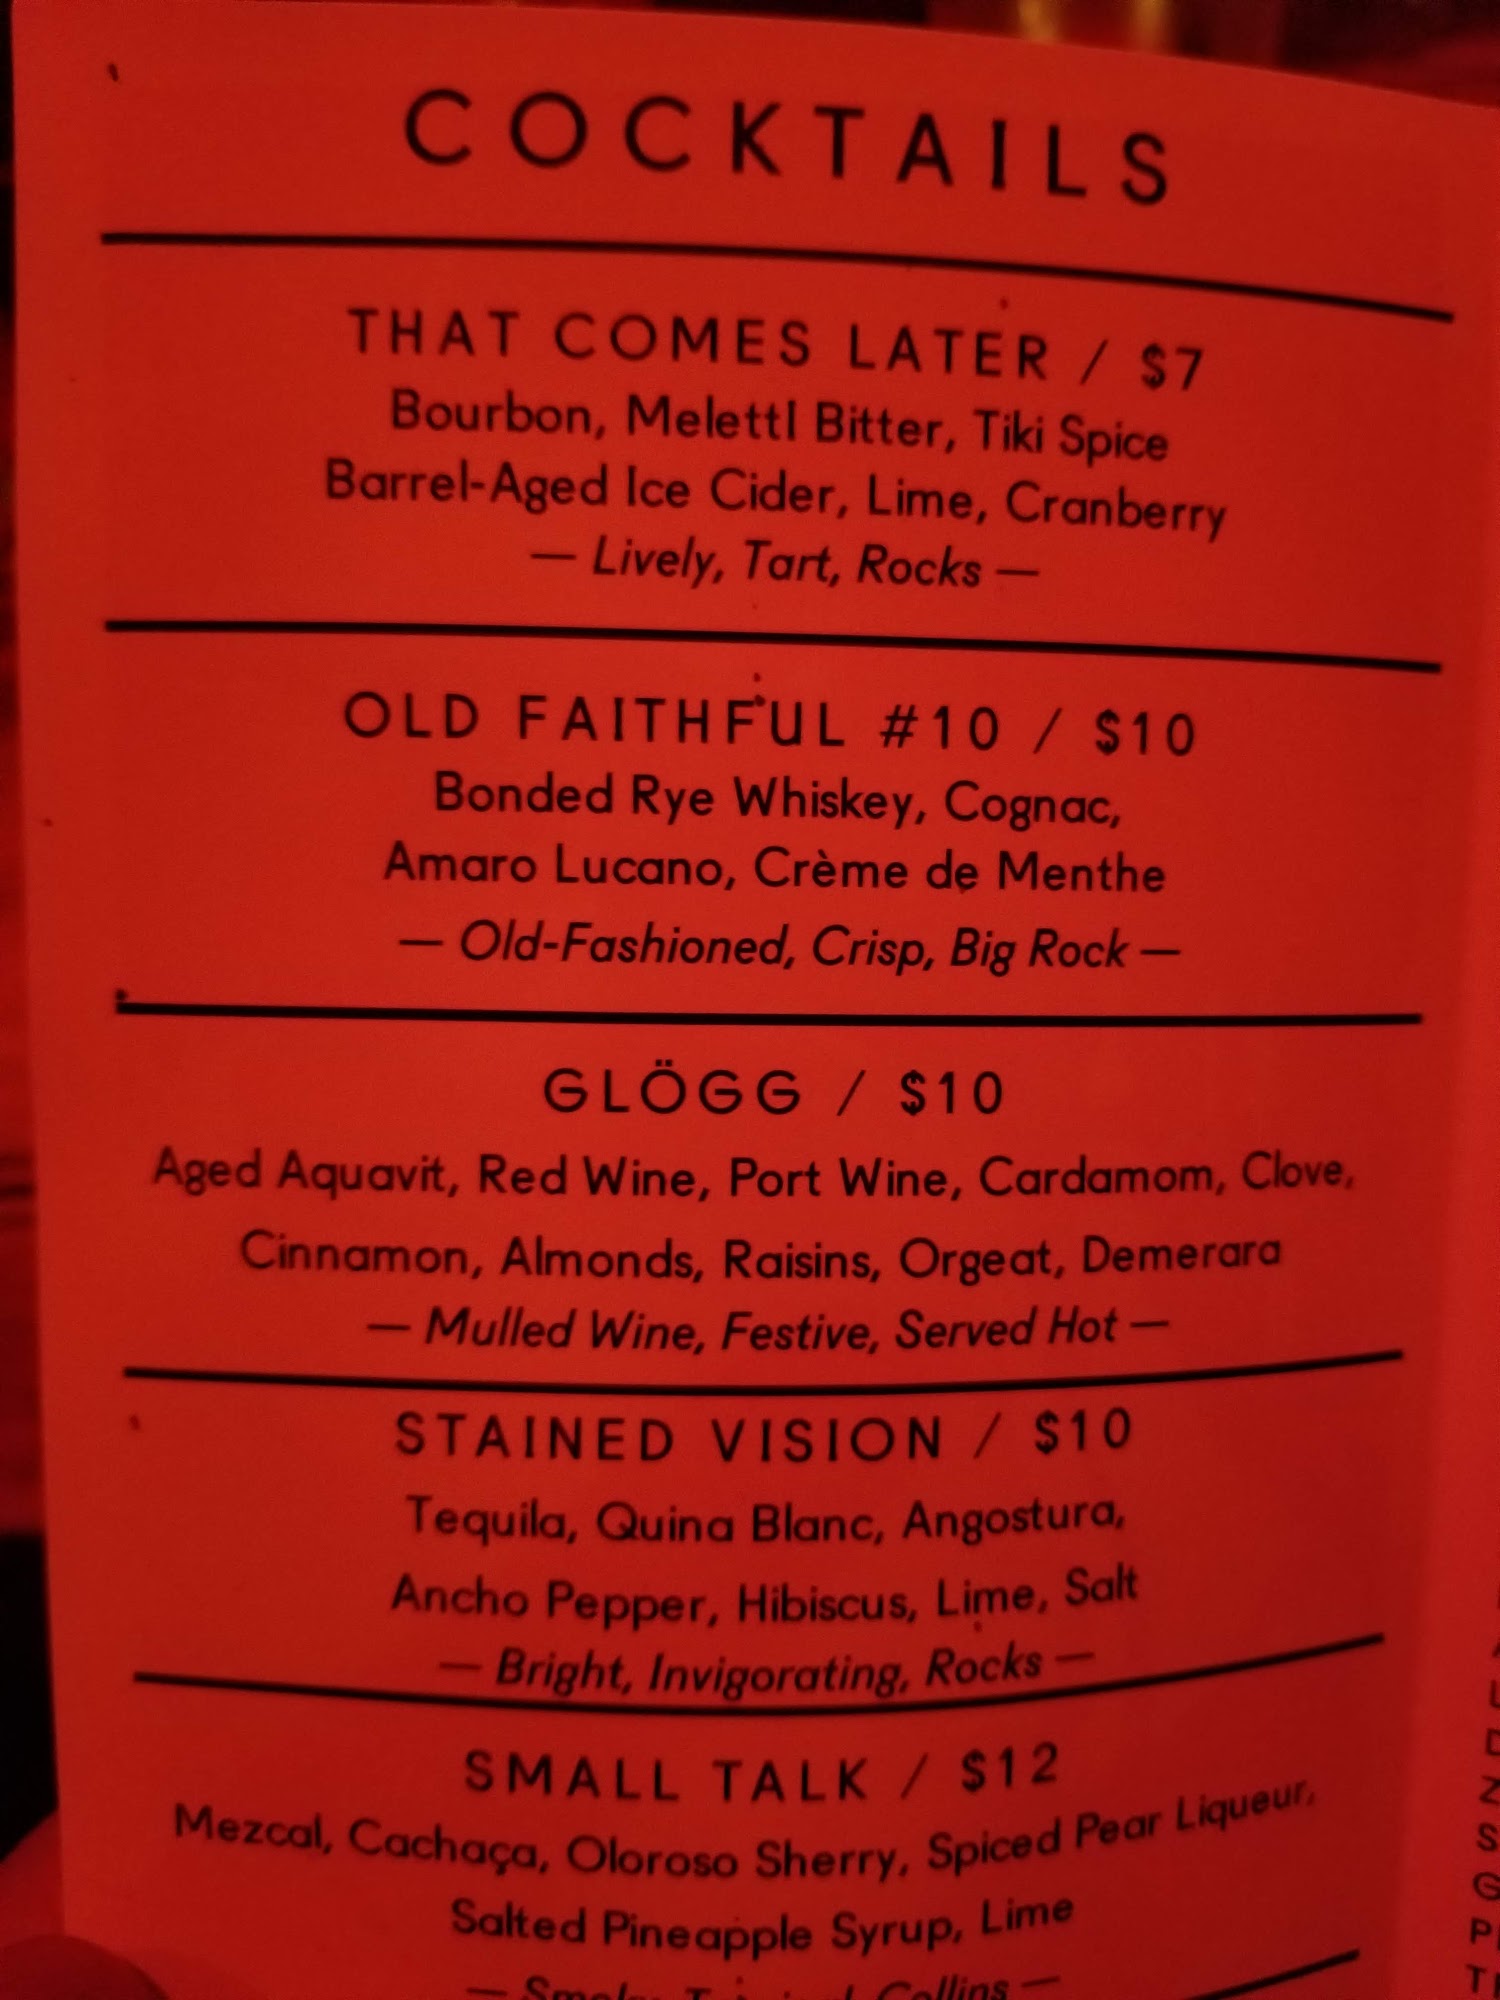 COCKTAILS
THAT COMES LATER / $7
Bourbon, Meletti Bitter, Tiki Spice
Barrel-Aged Ice Cider, Lime, Cranberry
— Lively, Tart, Rocks —
OLD FAITHFUL #10 / $10
Bonded Rye Whiskey, Cognac,
Amaro Lucano, Crème de Menthe
— Old-Fashioned, Crisp, Big Rock —
GLÖGG / $10
Aged Aquavit, Red Wine, Port Wine, Cardamom, Clove,
Cinnamon, Almonds, Raisins, Orgeat, Demerara
— Mulled Wine, Festive, Served Hot —
STAINED VISION / $10
Tequila, Quina Blanc, Angostura,
Ancho Pepper, Hibiscus, Lime, Salt
— Bright, Invigorating, Rocks —
SMALL TALK / $12
Mezcal, Cachaça, Oloroso Sherry, Spiced Pear Liqueur,
Salted Pineapple Syrup, Lime
— Smoky, Tropical, Collins —